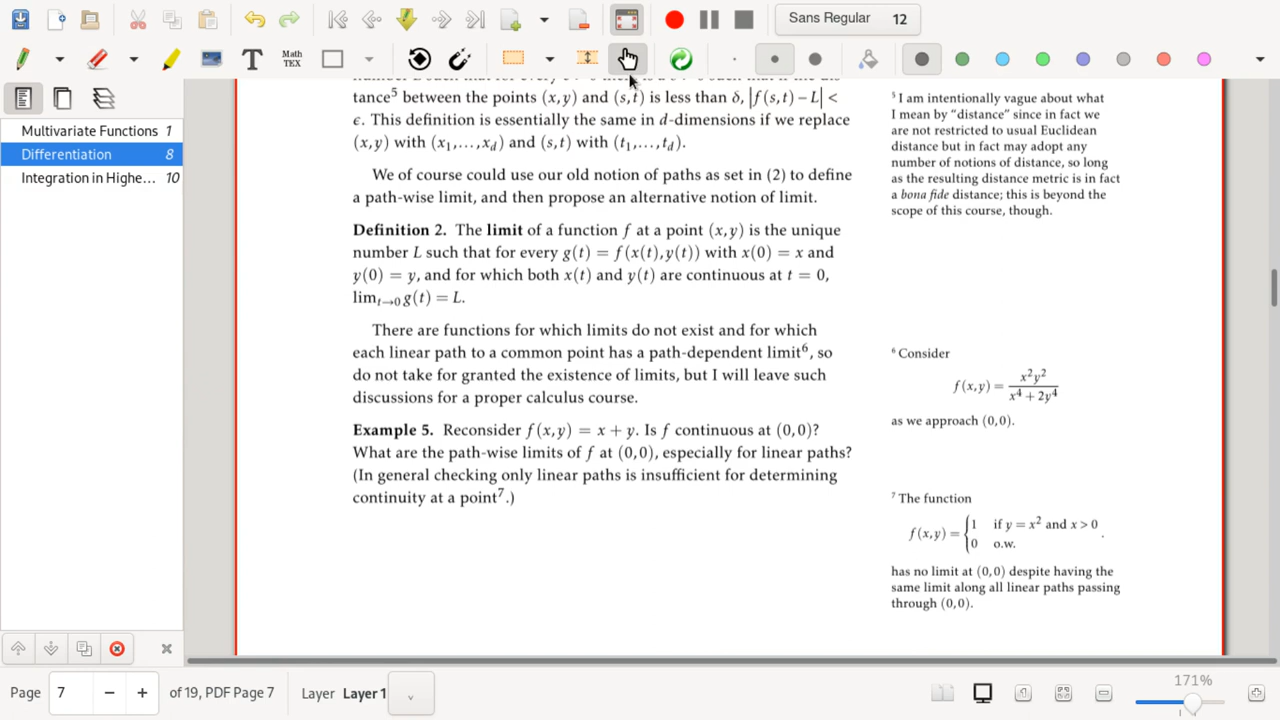 Sans Regular 12
Math
TEX
Multivariate Functions 1
Differentiation 8
Integration in Highe... 10
tance⁵ between the points (x,y) and (s,t) is less than δ, |f(s,t) − L| <
ϵ. This definition is essentially the same in d-dimensions if we replace
(x,y) with (x₁,...,x_d) and (s,t) with (t₁,...,t_d).
We of course could use our old notion of paths as set in (2) to define
a path-wise limit, and then propose an alternative notion of limit.
Definition 2. The limit of a function f at a point (x,y) is the unique
number L such that for every g(t) = f(x(t),y(t)) with x(0) = x and
y(0) = y, and for which both x(t) and y(t) are continuous at t = 0,
lim_{t→0} g(t) = L.
There are functions for which limits do not exist and for which
each linear path to a common point has a path-dependent limit⁶, so
do not take for granted the existence of limits, but I will leave such
discussions for a proper calculus course.
Example 5. Reconsider f(x,y) = x + y. Is f continuous at (0,0)?
What are the path-wise limits of f at (0,0), especially for linear paths?
(In general checking only linear paths is insufficient for determining
continuity at a point⁷.)
⁵ I am intentionally vague about what
I mean by “distance” since in fact we
are not restricted to usual Euclidean
distance but in fact may adopt any
number of notions of distance, so long
as the resulting distance metric is in fact
a bona fide distance; this is beyond the
scope of this course, though.
⁶ Consider
f(x,y) = x²y² / x⁴ + 2y⁴
as we approach (0,0).
⁷ The function
f(x,y) = { 1 if y = x² and x > 0
0 o.w. .
has no limit at (0,0) despite having the
same limit along all linear paths passing
through (0,0).
Page 7 − + of 19, PDF Page 7 Layer Layer 1 171%